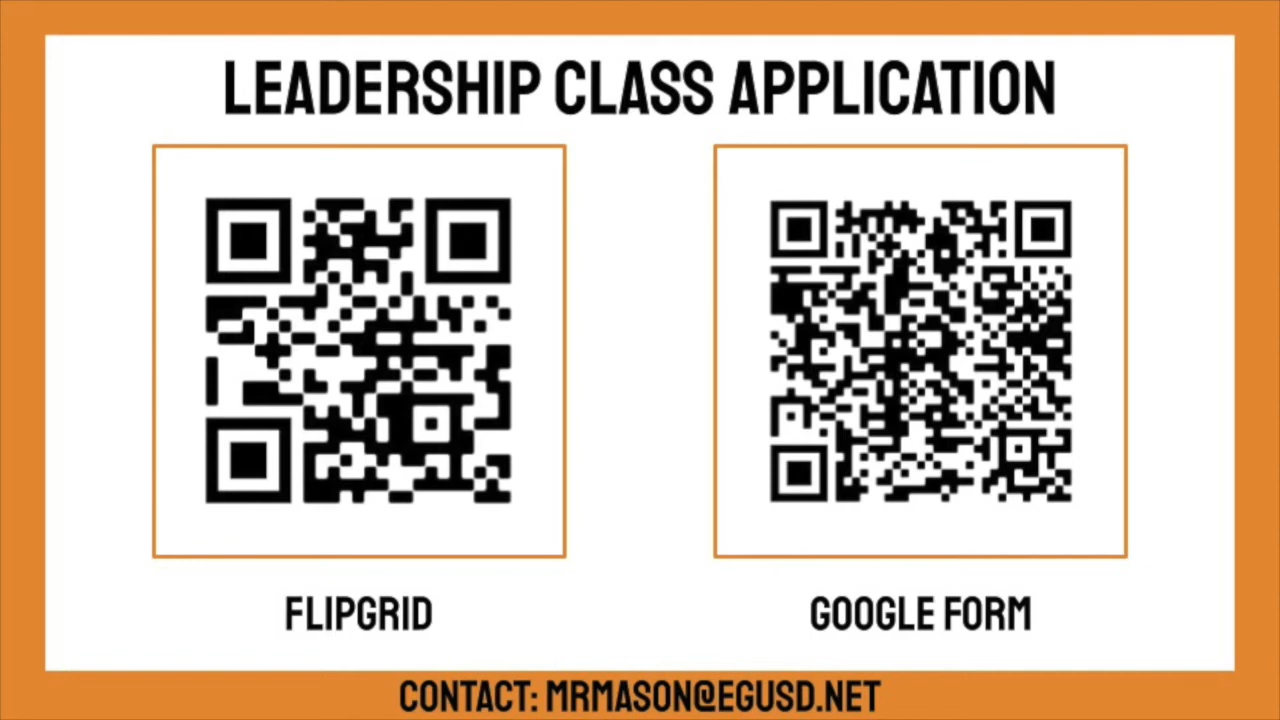 LEADERSHIP CLASS APPLICATION
FLIPGRID
GOOGLE FORM
CONTACT: MRMASON@EGUSD.NET